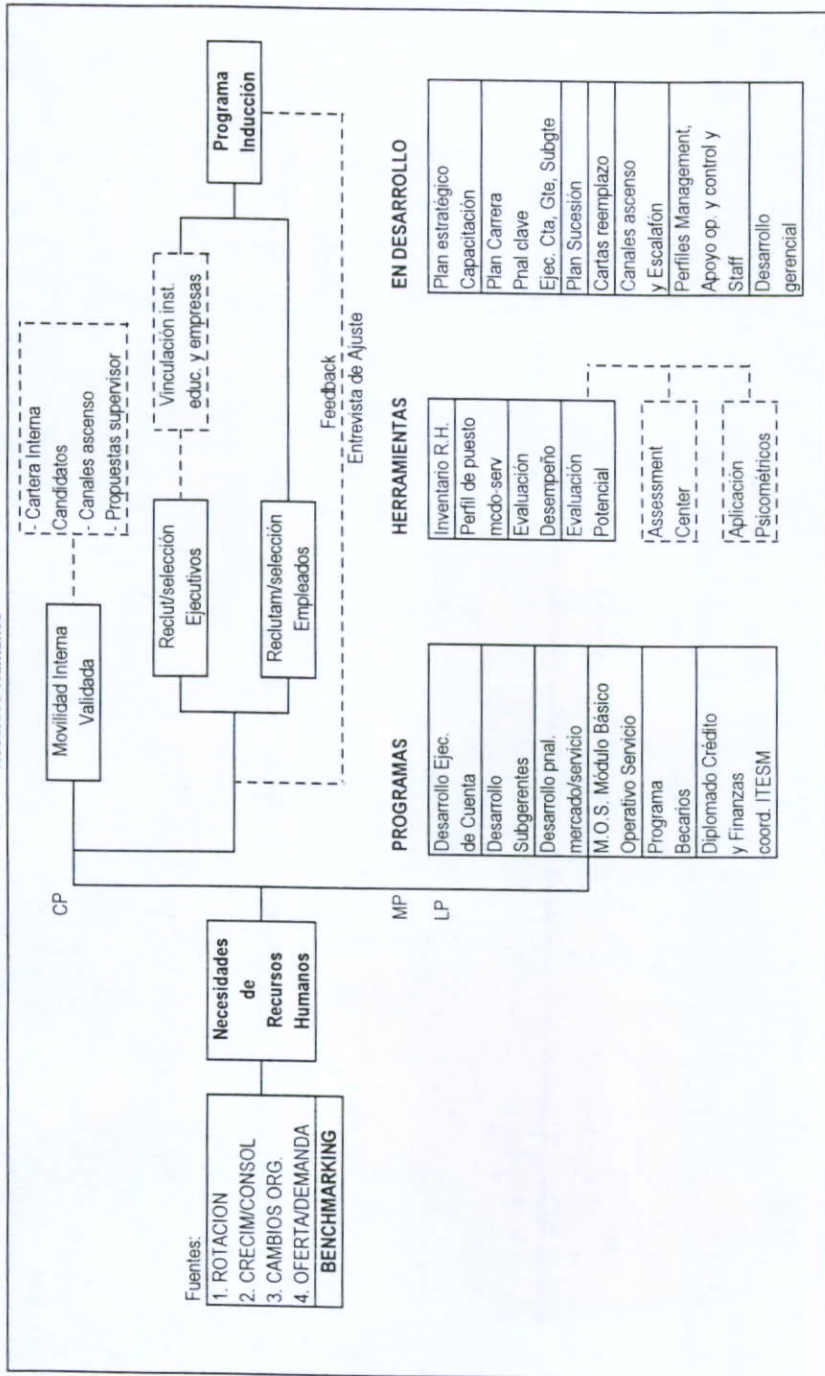 Fuentes:
1. ROTACION
2. CRECIM/CONSOL
3. CAMBIOS ORG.
4. OFERTA/DEMANDA
BENCHMARKING
Necesidades
de
Recursos
Humanos
CP
Movilidad Interna
Validada
- Cartera Interna
Candidatos
- Canales ascenso
- Propuestas supervisor
Reclut/selección
Ejecutivos
Vinculación inst.
educ. y empresas
Reclutam/selección
Empleados
Programa
Inducción
Feedback
Entrevista de Ajuste
MP
LP
PROGRAMAS
Desarrollo Ejec.
de Cuenta
Desarrollo
Subgerentes
Desarrollo pnal.
mercado/servicio
M.O.S. Módulo Básico
Operativo Servicio
Programa
Becarios
Diplomado Crédito
y Finanzas
coord. ITESM
HERRAMIENTAS
Inventario R.H.
Perfil de puesto
mcdo-serv
Evaluación
Desempeño
Evaluación
Potencial
Assessment
Center
Aplicación
Psicométricos
EN DESARROLLO
Plan estratégico
Capacitación
Plan Carrera
Pnal clave
Ejec. Cta, Gte, Subgte
Plan Sucesión
Cartas reemplazo
Canales ascenso
y Escalafón
Perfiles Management,
Apoyo op. y control y
Staff
Desarrollo
gerencial